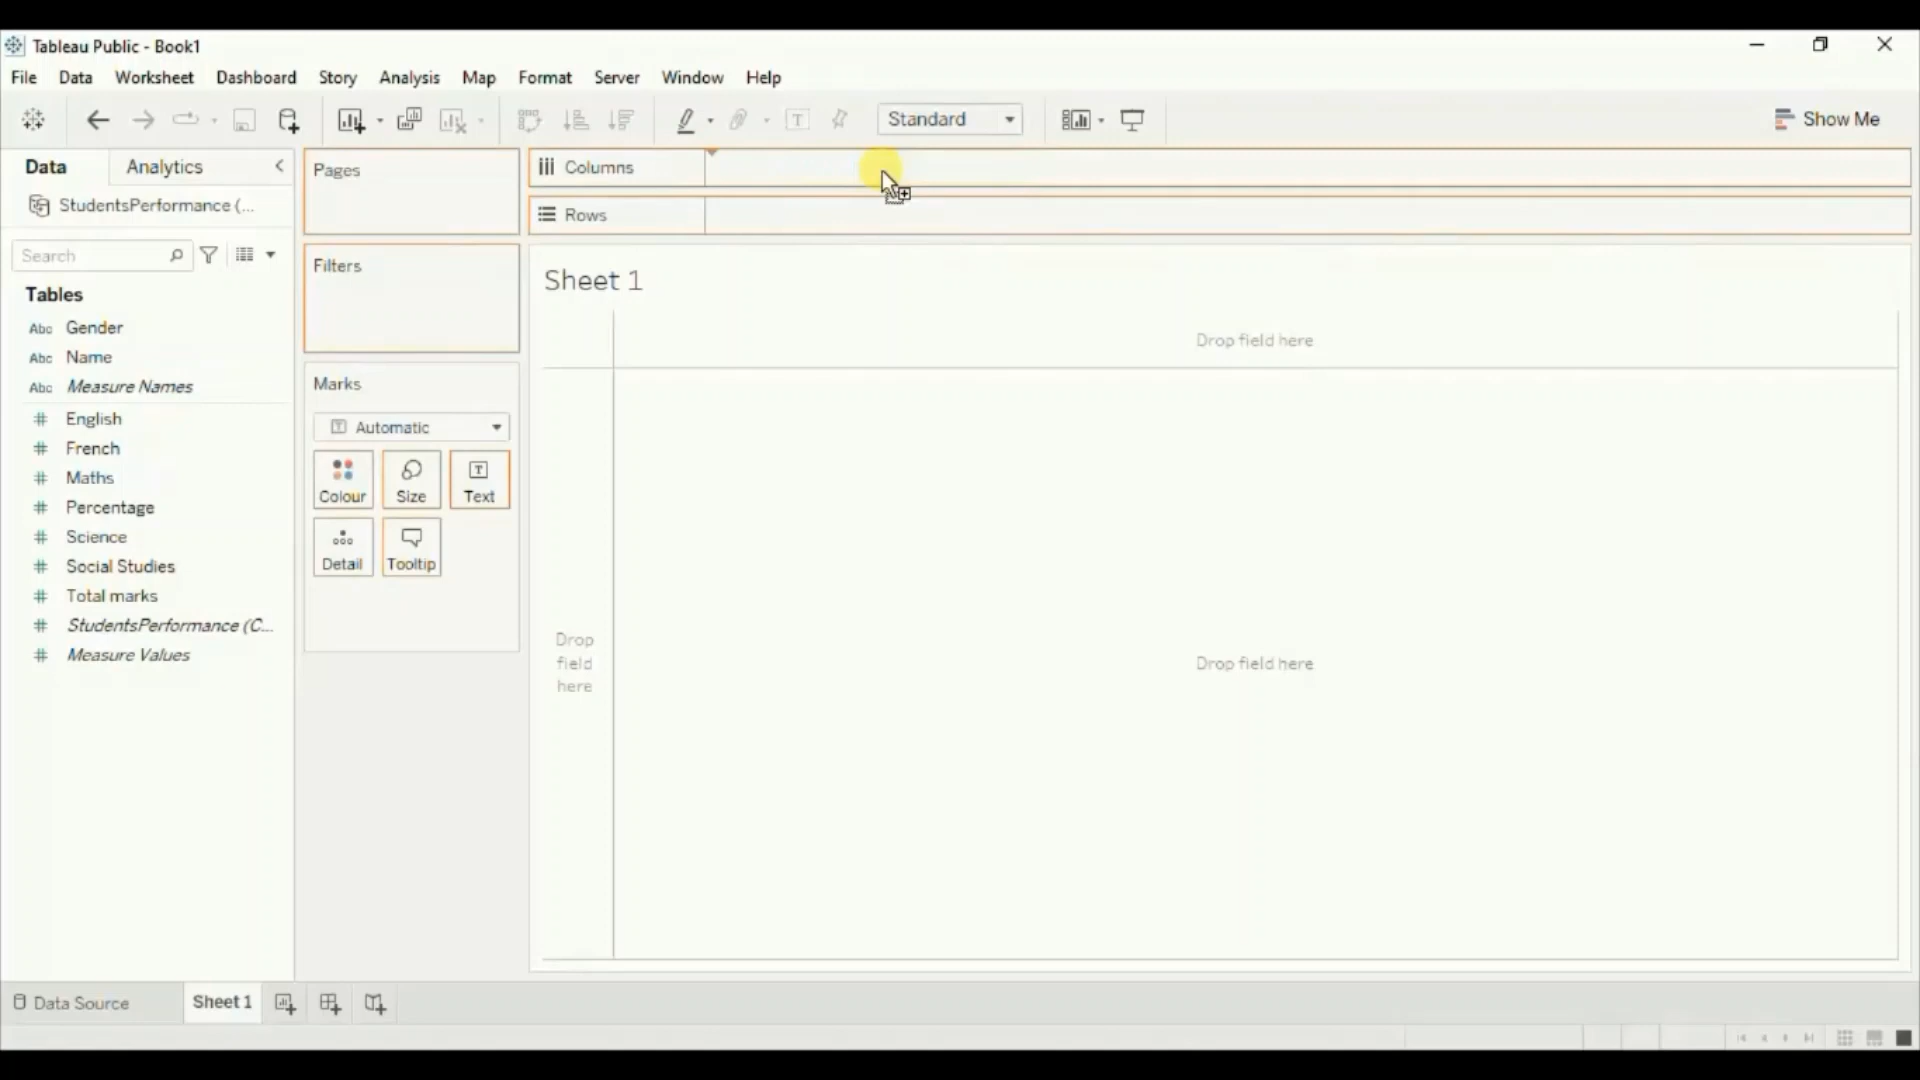 Tableau Public - Book1
File Data Worksheet Dashboard Story Analysis Map Format Server Window Help
Standard
Show Me
Data Analytics
StudentsPerformance (...
Search
Tables
Abc Gender
Abc Name
Abc Measure Names
# English
# French
# Maths
# Percentage
# Science
# Social Studies
# Total marks
# StudentsPerformance (C...
# Measure Values
Pages
Filters
Marks
Automatic
Colour Size Text
Detail Tooltip
Columns
Rows
Sheet 1
Drop field here
Drop
field
here
Drop field here
Data Source Sheet 1